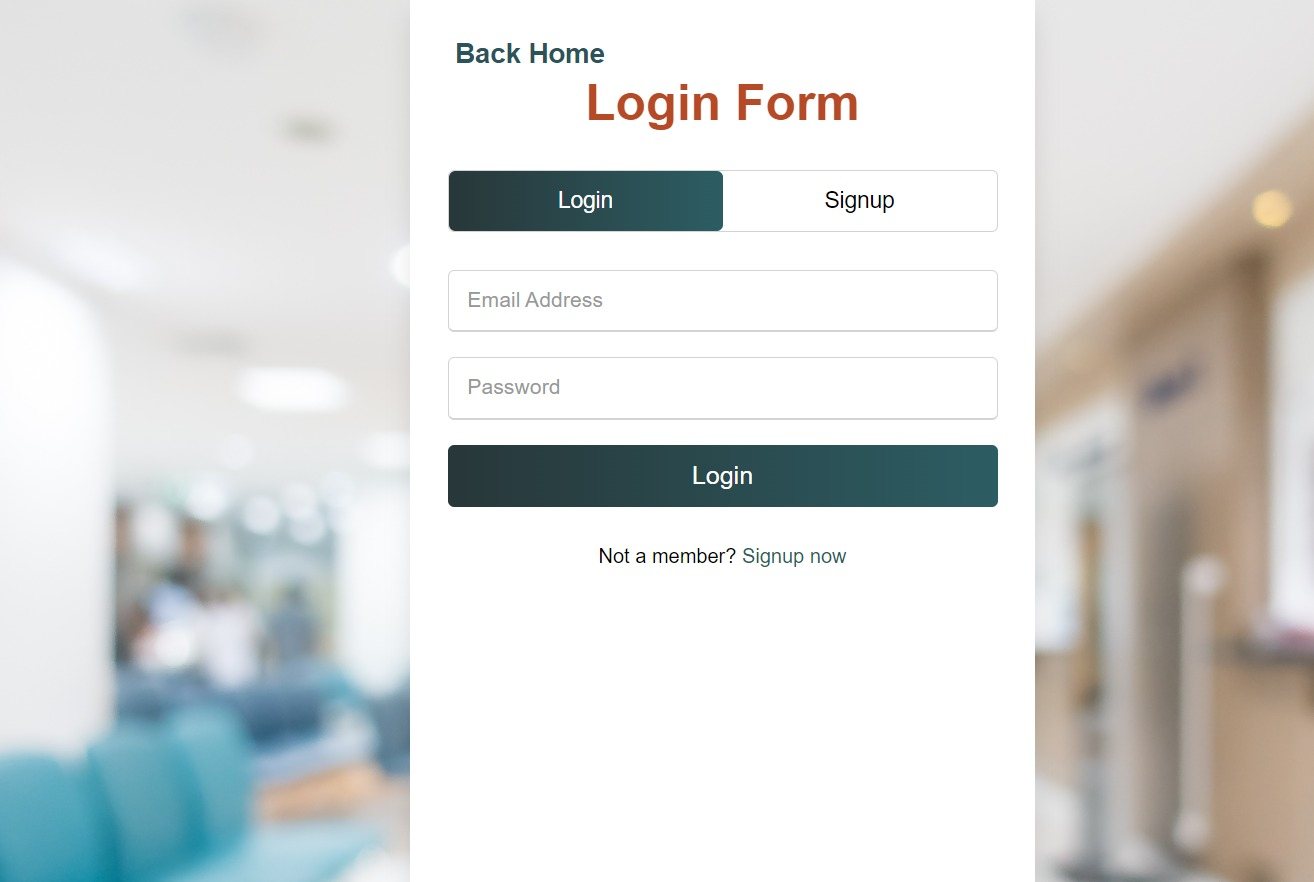 Back Home
Login Form
Login Signup
Email Address
Password
Login
Not a member? Signup now